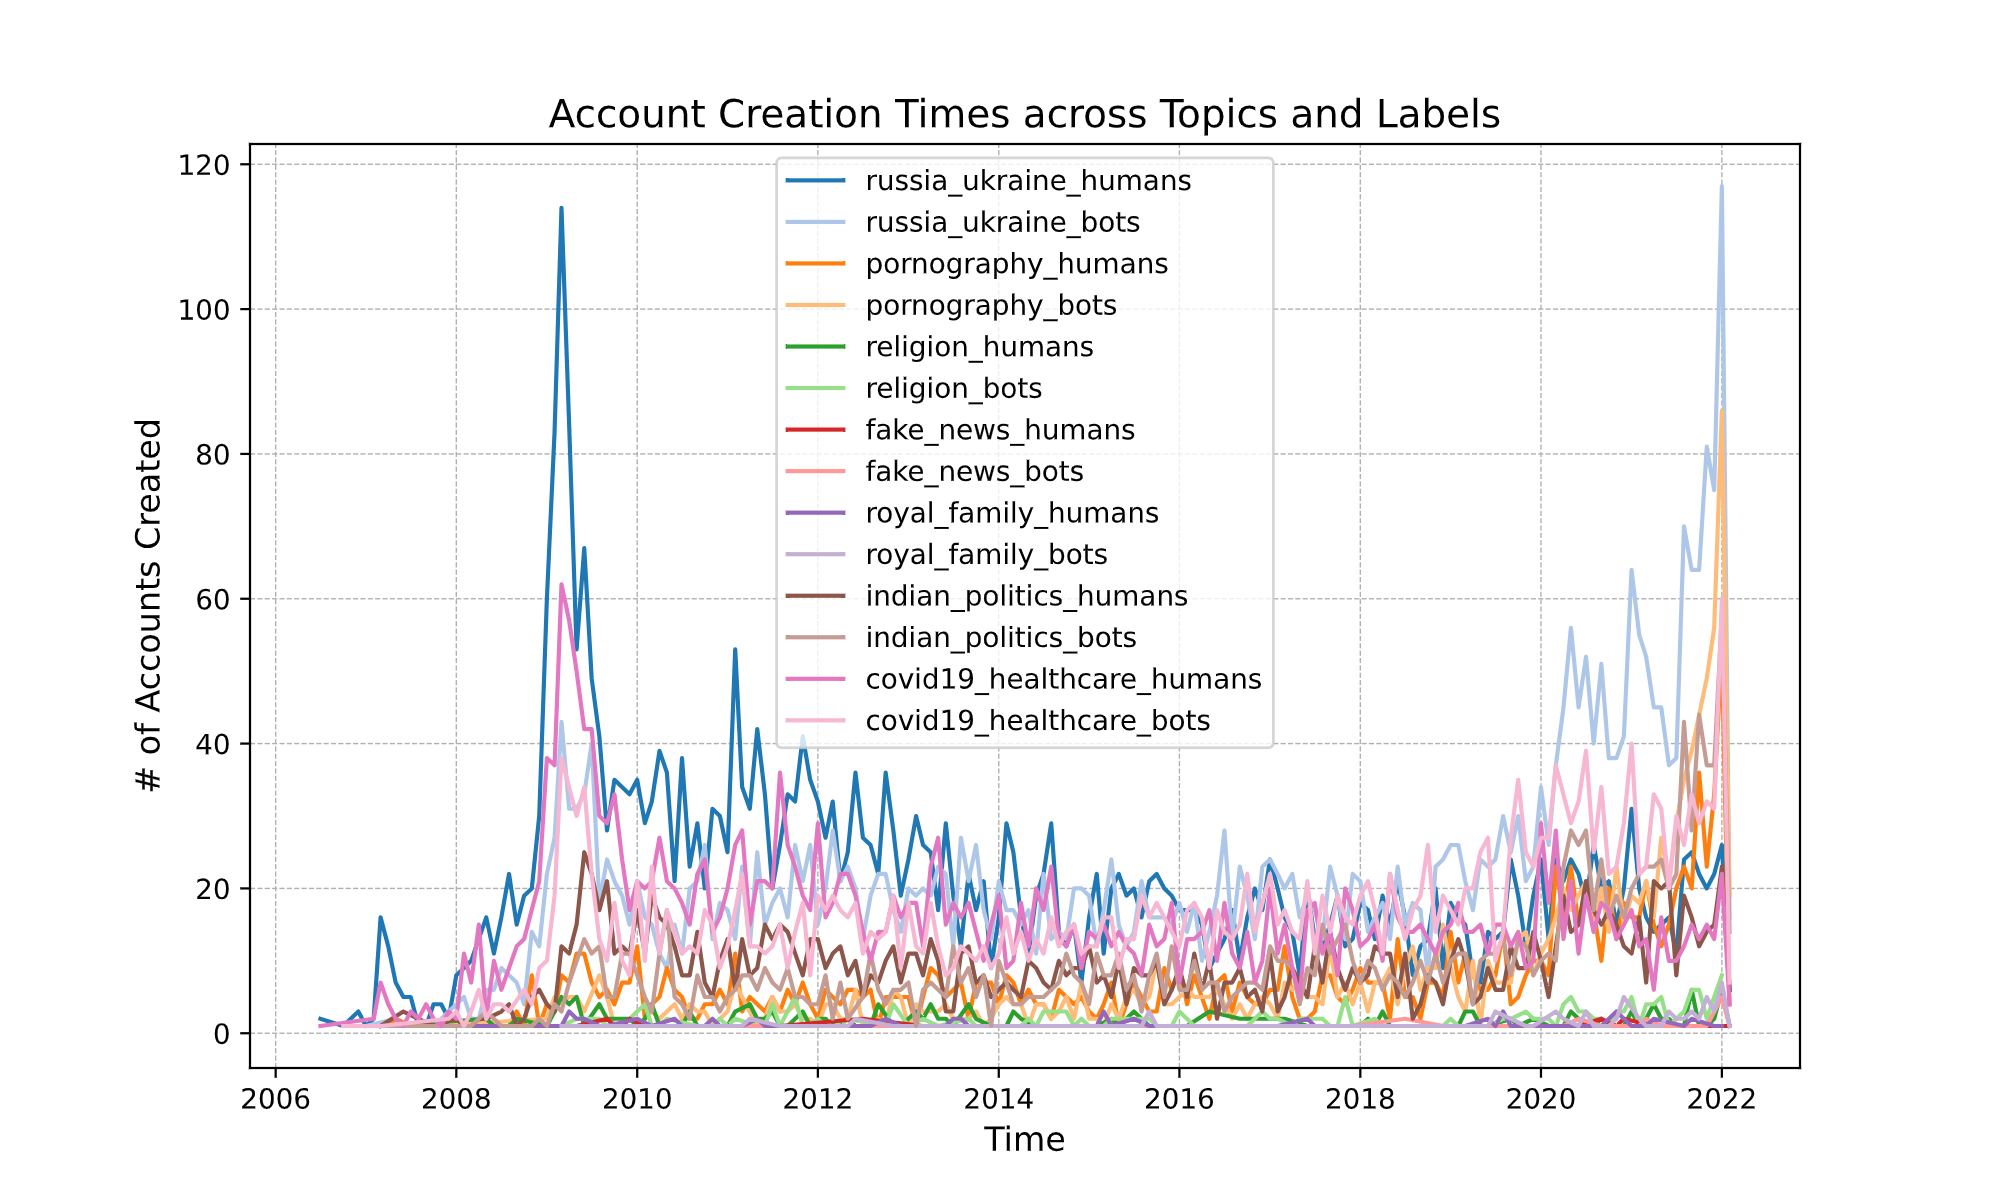 Account Creation Times across Topics and Labels
120
100
80
60
40
20
0
# of Accounts Created
russia_ukraine_humans
russia_ukraine_bots
pornography_humans
pornography_bots
religion_humans
religion_bots
fake_news_humans
fake_news_bots
royal_family_humans
royal_family_bots
indian_politics_humans
indian_politics_bots
covid19_healthcare_humans
covid19_healthcare_bots
2006 2008 2010 2012 2014 2016 2018 2020 2022
Time